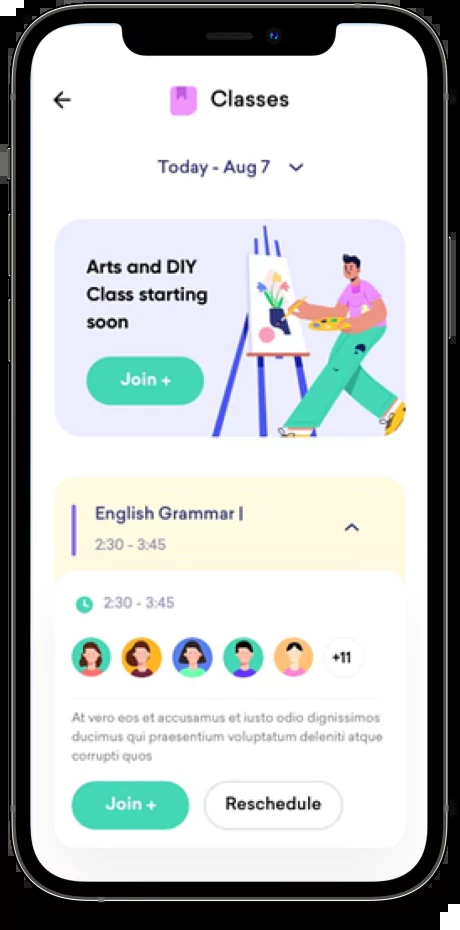 Classes
Today - Aug 7
Arts and DIY
Class starting
soon
Join +
English Grammar |
2:30 - 3:45
2:30 - 3:45
+11
At vero eos et accusamus et iusto odio dignissimos
ducimus qui praesentium voluptatum deleniti atque
corrupti quos
Join +
Reschedule